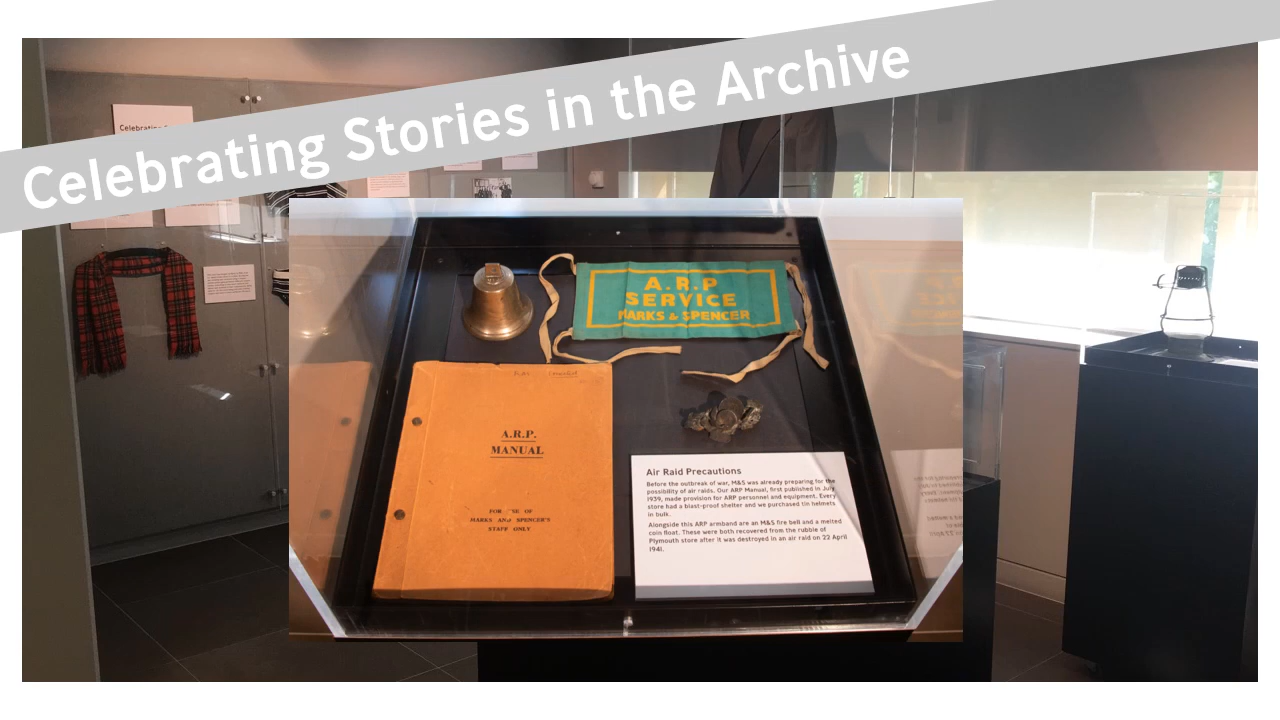 Celebrating Stories in the Archive
A.R.P
SERVICE
MARKS & SPENCER
A.R.P.
MANUAL
FOR USE OF
MARKS AND SPENCER'S
STAFF ONLY
Air Raid Precautions
Before the outbreak of war, M&S was already preparing for the
possibility of air raids. Our ARP Manual, first published in July
1939, made provision for ARP personnel and equipment. Every
store had a blast-proof shelter and we purchased tin helmets
in bulk.
Alongside this ARP armband are an M&S fire bell and a melted
coin float. These were both recovered from the rubble of
Plymouth store after it was destroyed in an air raid on 22 April
1941.